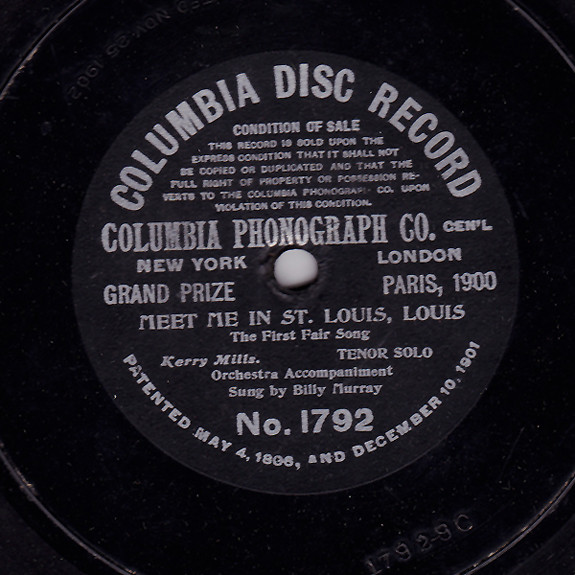 COLUMBIA DISC RECORD
CONDITION OF SALE
THIS RECORD IS SOLD UPON THE
EXPRESS CONDITION THAT IT SHALL NOT
BE COPIED OR DUPLICATED AND THAT THE
FULL RIGHT OF PROPERTY OR POSSESSION RE-
VERTS TO THE COLUMBIA PHONOGRAPH CO. UPON
VIOLATION OF THIS CONDITION.
COLUMBIA PHONOGRAPH CO. GEN'L
NEW YORK LONDON
GRAND PRIZE PARIS, 1900
MEET ME IN ST. LOUIS, LOUIS
The First Fair Song
Kerry Mills. TENOR SOLO
Orchestra Accompaniment
Sung by Billy Murray
No. 1792
PATENTED MAY 4, 1896, AND DECEMBER 10, 1901
1792-9C